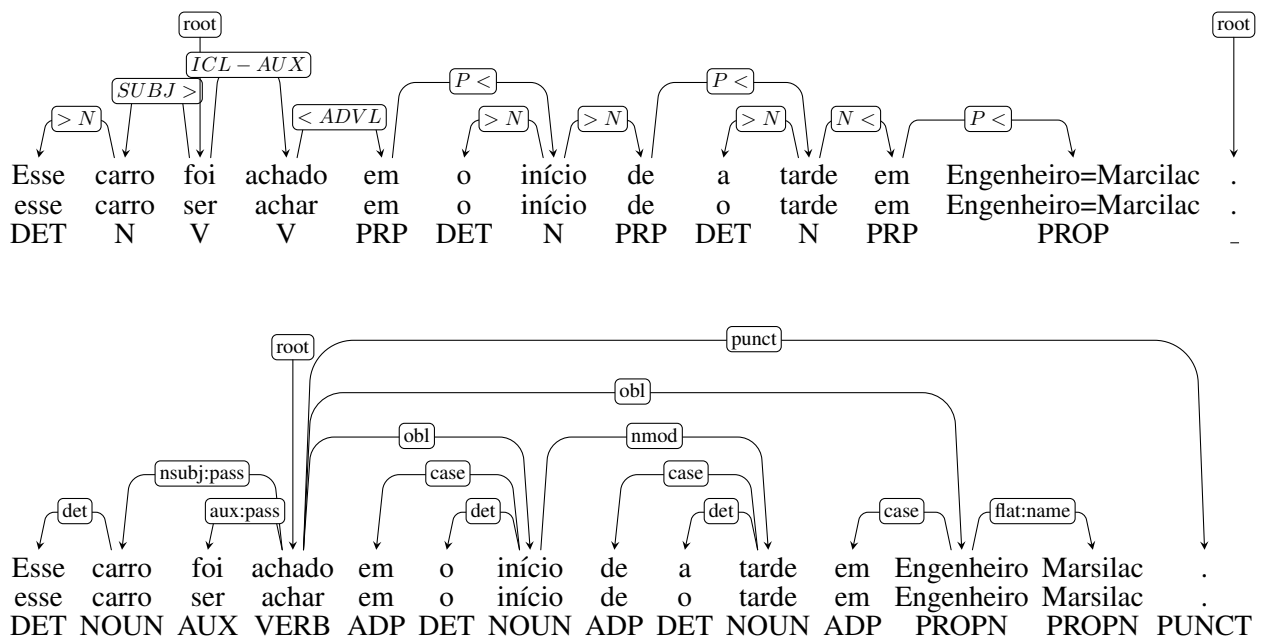 root root
ICL − AUX
SUBJ > P < P <
> N < ADVL > N > N > N N < P <
Esse carro foi achado em o início de a tarde em Engenheiro=Marcilac .
esse carro ser achar em o início de o tarde em Engenheiro=Marcilac .
DET N V V PRP DET N PRP DET N PRP PROP _
punct
root
obl
obl nmod
nsubj:pass case case
det aux:pass det det case flat:name
Esse carro foi achado em o início de a tarde em Engenheiro Marsilac .
esse carro ser achar em o início de o tarde em Engenheiro Marsilac .
DET NOUN AUX VERB ADP DET NOUN ADP DET NOUN ADP PROPN PROPN PUNCT